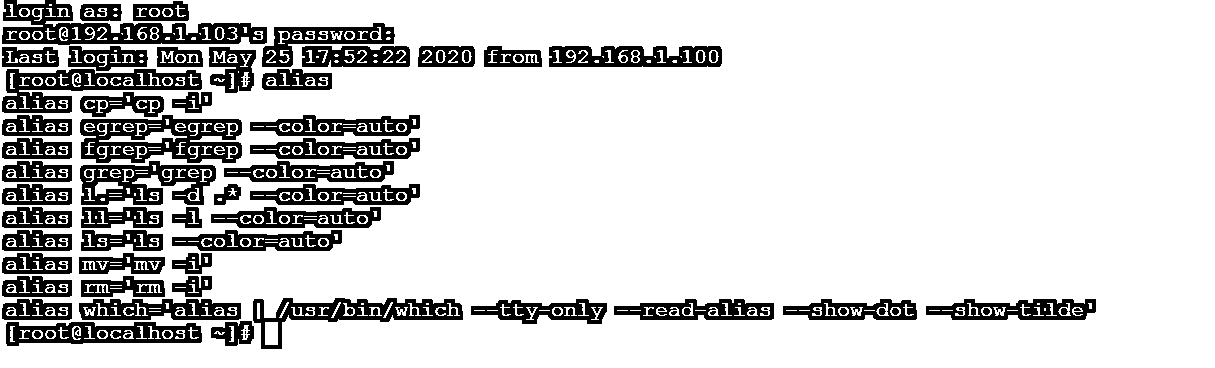 login as: root
root@192.168.1.103's password:
Last login: Mon May 25 17:52:22 2020 from 192.168.1.100
[root@localhost ~]# alias
alias cp='cp -i'
alias egrep='egrep --color=auto'
alias fgrep='fgrep --color=auto'
alias grep='grep --color=auto'
alias l.='ls -d .* --color=auto'
alias ll='ls -l --color=auto'
alias ls='ls --color=auto'
alias mv='mv -i'
alias rm='rm -i'
alias which='alias | /usr/bin/which --tty-only --read-alias --show-dot --show-tilde'
[root@localhost ~]#